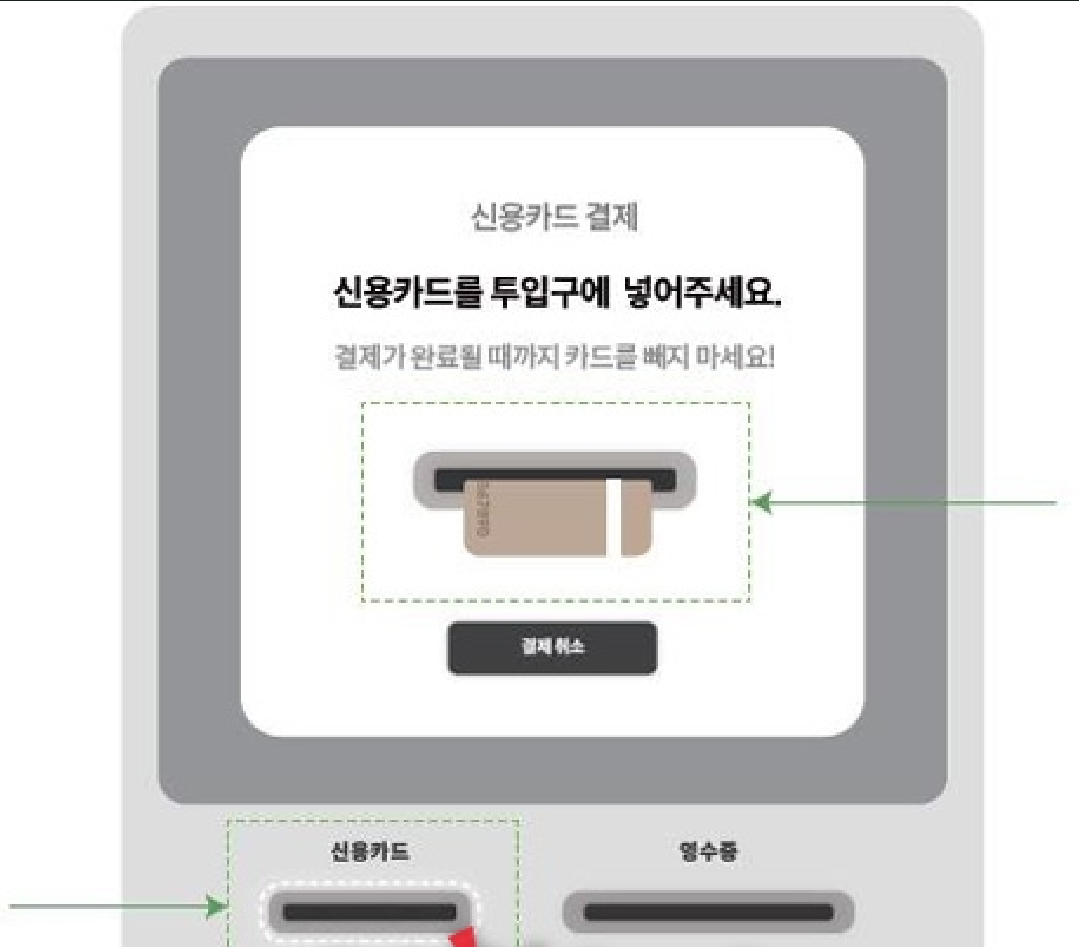 신용카드 결제
신용카드를 투입구에 넣어주세요.
결제가 완료될 때까지 카드를 빼지 마세요!
결제 취소
신용카드
영수증